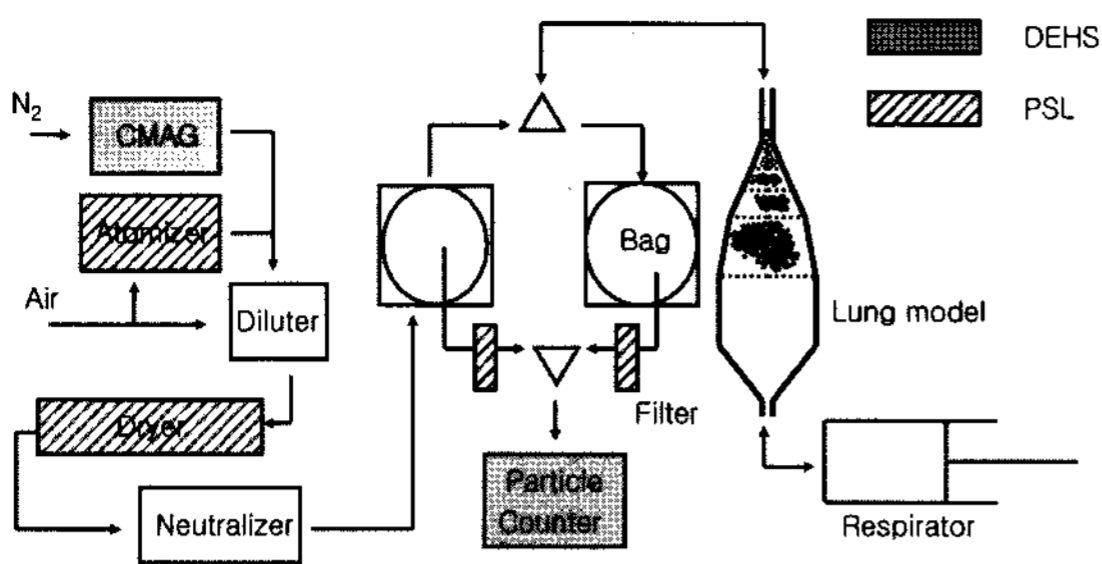 DEHS
PSL
N2
CMAG
Atomizer
Air
Diluter
Bag
Lung model
Dryer
Filter
Particle
Counter
Neutralizer
Respirator